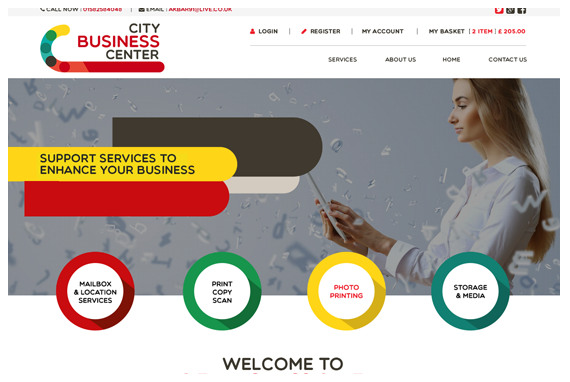 CALL NOW : 01582584048 | EMAIL : AKBAR91@LIVE.CO.UK
CITY
BUSINESS
CENTER
LOGIN | REGISTER | MY ACCOUNT | MY BASKET | 2 ITEM | £ 205.00
SERVICES ABOUT US HOME CONTACT US
SUPPORT SERVICES TO
ENHANCE YOUR BUSINESS
MAILBOX
& LOCATION
SERVICES
PRINT
COPY
SCAN
PHOTO
PRINTING
STORAGE
& MEDIA
WELCOME TO